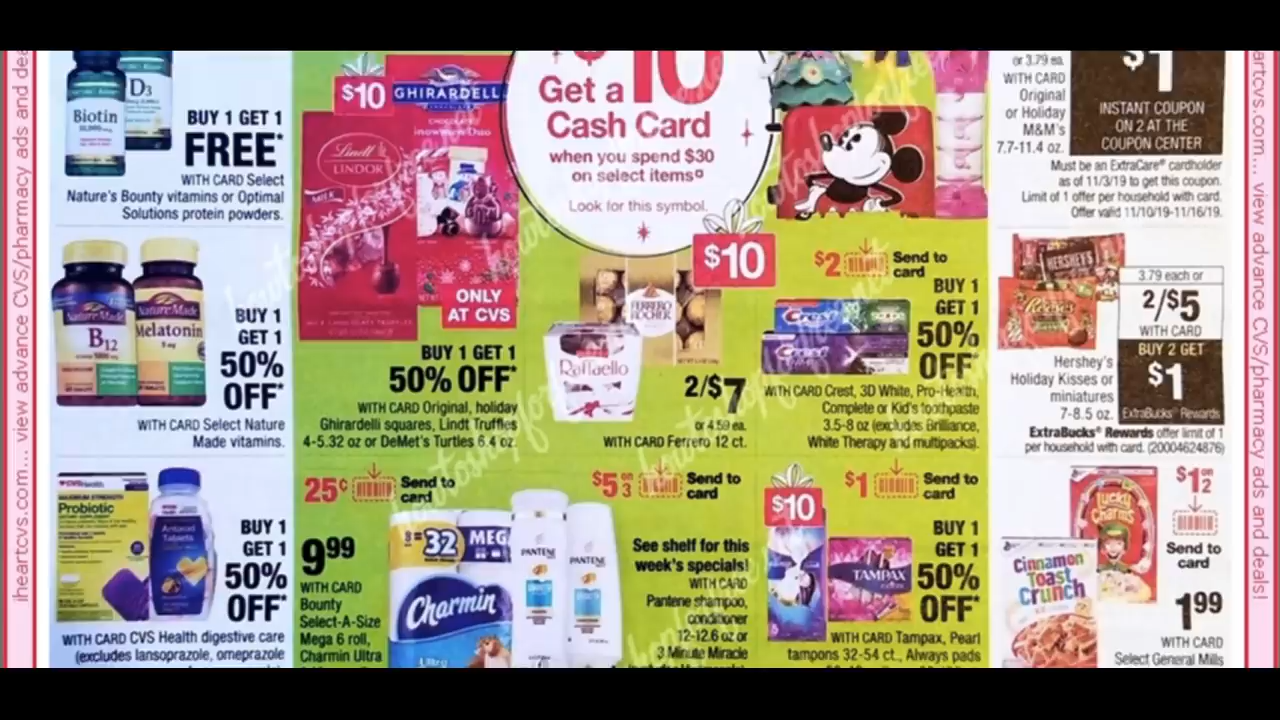 iheartcvs.com... view advance CVS/pharmacy ads and dea
Biotin
D3
BUY 1 GET 1
FREE*
WITH CARD Select
Nature's Bounty vitamins or Optimal
Solutions protein powders.
NatureMade
B12
NatureMade
Melatonin
BUY 1
GET 1
50%
OFF*
WITH CARD Select Nature
Made vitamins.
CVSHealth
MAXIMUM STRENGTH
Probiotic
Antacid
Tablets
BUY 1
GET 1
50%
OFF*
WITH CARD CVS Health digestive care
(excludes lansoprazole, omeprazole
$10
GHIRARDELL
CHOCOLATE
Lindt
LINDOR
MILK
ONLY
AT CVS
BUY 1 GET 1
50% OFF*
WITH CARD Original, holiday
Ghirardelli squares, Lindt Truffles
4-5.32 oz or DeMet's Turtles 6.4 oz.
$10
Get a
Cash Card
when you spend $30
on select items¤
Look for this symbol.
$10
FERRERO
ROCHER
Raffaello
2/$7
or 4.59 ea.
WITH CARD Ferrero 12 ct.
$2
Send to
card
BUY 1
GET 1
50%
OFF*
Crest
scope
Crest
WITH CARD Crest, 3D White, Pro-Health,
Complete or Kid's toothpaste
3.5-8 oz (excludes Brilliance,
White Therapy and multipacks).
25¢
Send to
card
9.99
WITH CARD
Bounty
Select-A-Size
Mega 6 roll,
Charmin Ultra
8=32 MEG
Charmin
Ultra
$5 on 3
Send to
card
PANTENE
PANTENE
See shelf for this
week's specials!
WITH CARD
Pantene shampoo,
conditioner
12-12.6 oz or
3 Minute Miracle
$1
Send to
card
$10
TAMPAX
BUY 1
GET 1
50%
OFF*
WITH CARD Tampax, Pearl
tampons 32-54 ct., Always pads
or 3.79 ea.
WITH CARD
Original
or Holiday
M&M's
7.7-11.4 oz.
$1
INSTANT COUPON
ON 2 AT THE
COUPON CENTER
Must be an ExtraCare® cardholder
as of 11/3/19 to get this coupon.
Limit of 1 offer per household with card.
Offer valid 11/10/19-11/16/19.
HERSHEY'S
Reese's
3.79 each or
2/$5
WITH CARD
BUY 2 GET
$1
ExtraBucks® Rewards
Hershey's
Holiday Kisses or
miniatures
7-8.5 oz.
ExtraBucks® Rewards offer limit of 1
per household with card. (20004624876)
Lucky
Charms
Cinnamon
Toast
Crunch
$1 on 2
Send to
card
1.99
WITH CARD
Select General Mills
artcvs.com... view advance CVS/pharmacy ads and deals!